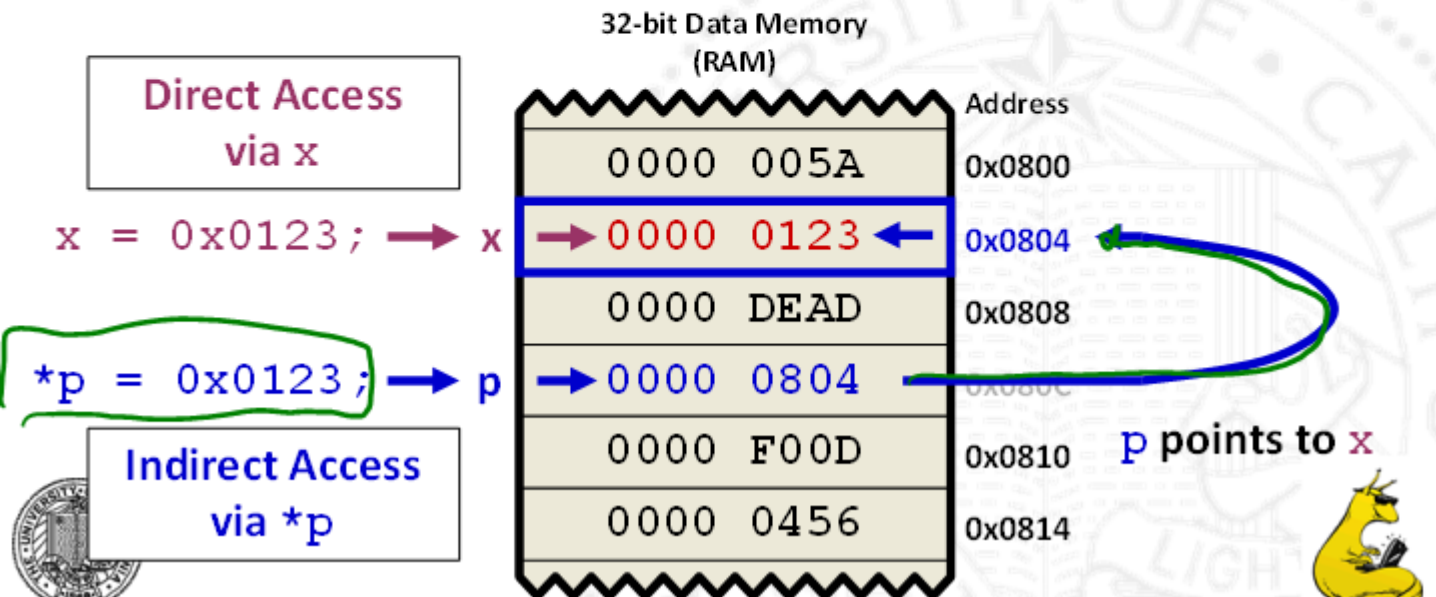 32-bit Data Memory
(RAM)
Direct Access
via x
Address
0000 005A 0x0800
x = 0x0123; x 0000 0123 0x0804
0000 DEAD 0x0808
*p = 0x0123; p 0000 0804 0x080C
Indirect Access
via *p
0000 F00D 0x0810 p points to x
0000 0456 0x0814